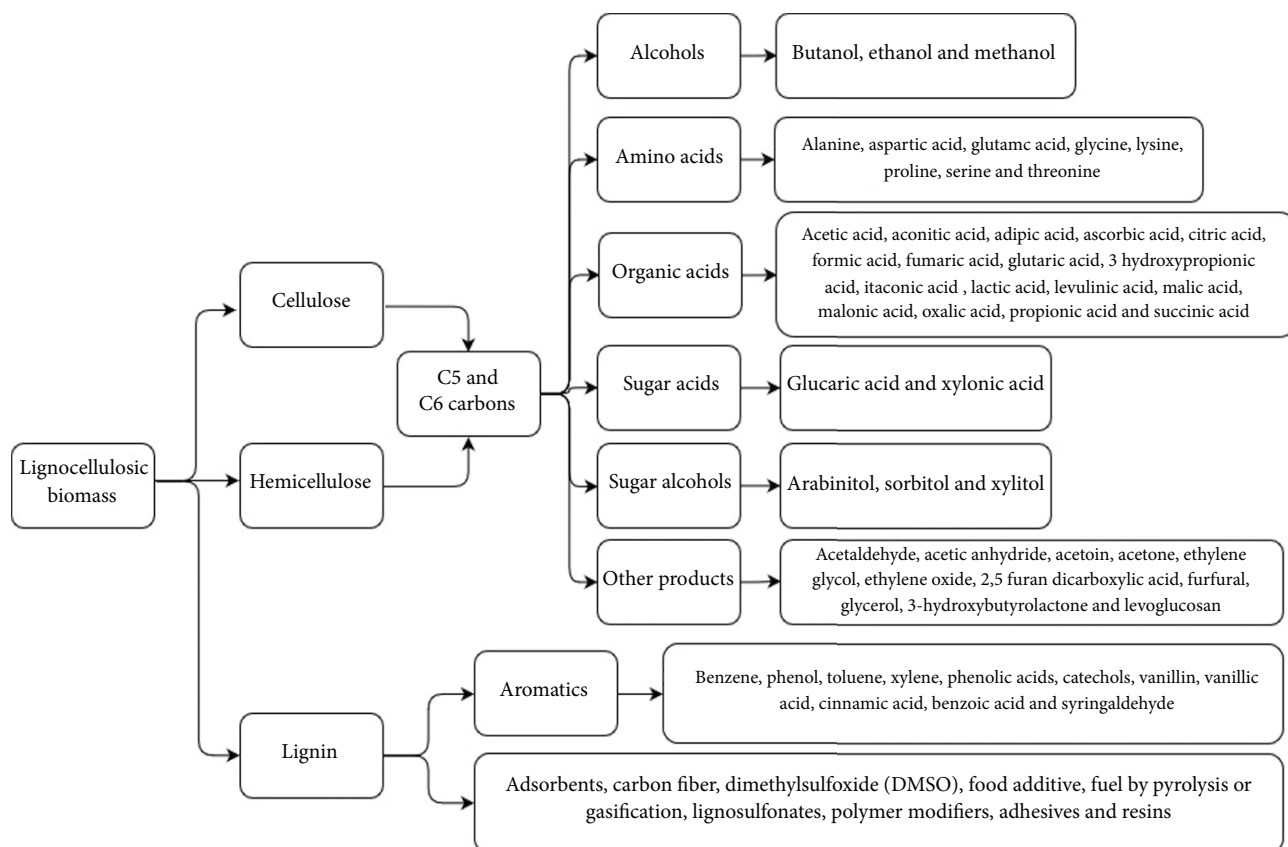 Alcohols
Butanol, ethanol and methanol
Amino acids
Alanine, aspartic acid, glutamc acid, glycine, lysine,
proline, serine and threonine
Organic acids
Acetic acid, aconitic acid, adipic acid, ascorbic acid, citric acid,
formic acid, fumaric acid, glutaric acid, 3 hydroxypropionic
acid, itaconic acid , lactic acid, levulinic acid, malic acid,
malonic acid, oxalic acid, propionic acid and succinic acid
Cellulose
C5 and
C6 carbons
Sugar acids
Glucaric acid and xylonic acid
Lignocellulosic
biomass
Hemicellulose
Sugar alcohols
Arabinitol, sorbitol and xylitol
Other products
Acetaldehyde, acetic anhydride, acetoin, acetone, ethylene
glycol, ethylene oxide, 2,5 furan dicarboxylic acid, furfural,
glycerol, 3-hydroxybutyrolactone and levoglucosan
Aromatics
Benzene, phenol, toluene, xylene, phenolic acids, catechols, vanillin, vanillic
acid, cinnamic acid, benzoic acid and syringaldehyde
Lignin
Adsorbents, carbon fiber, dimethylsulfoxide (DMSO), food additive, fuel by pyrolysis or
gasification, lignosulfonates, polymer modifiers, adhesives and resins